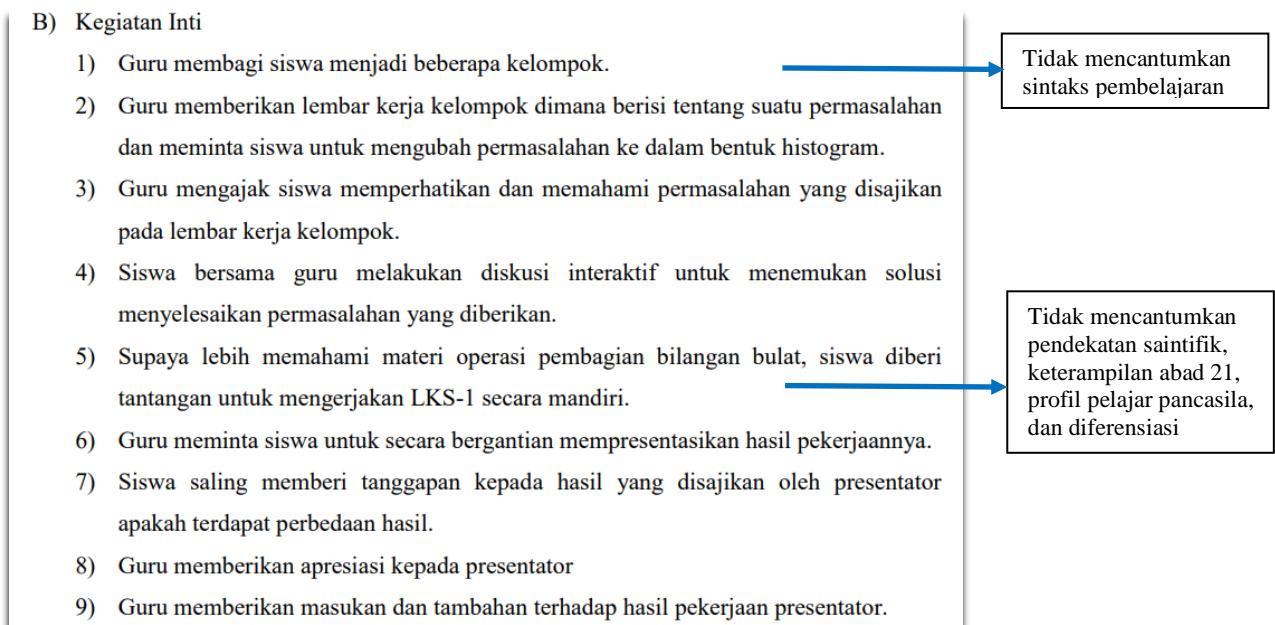 B) Kegiatan Inti
1) Guru membagi siswa menjadi beberapa kelompok.
2) Guru memberikan lembar kerja kelompok dimana berisi tentang suatu permasalahan
dan meminta siswa untuk mengubah permasalahan ke dalam bentuk histogram.
3) Guru mengajak siswa memperhatikan dan memahami permasalahan yang disajikan
pada lembar kerja kelompok.
4) Siswa bersama guru melakukan diskusi interaktif untuk menemukan solusi
menyelesaikan permasalahan yang diberikan.
5) Supaya lebih memahami materi operasi pembagian bilangan bulat, siswa diberi
tantangan untuk mengerjakan LKS-1 secara mandiri.
6) Guru meminta siswa untuk secara bergantian mempresentasikan hasil pekerjaannya.
7) Siswa saling memberi tanggapan kepada hasil yang disajikan oleh presentator
apakah terdapat perbedaan hasil.
8) Guru memberikan apresiasi kepada presentator
9) Guru memberikan masukan dan tambahan terhadap hasil pekerjaan presentator.
Tidak mencantumkan
sintaks pembelajaran
Tidak mencantumkan
pendekatan saintifik,
keterampilan abad 21,
profil pelajar pancasila,
dan diferensiasi